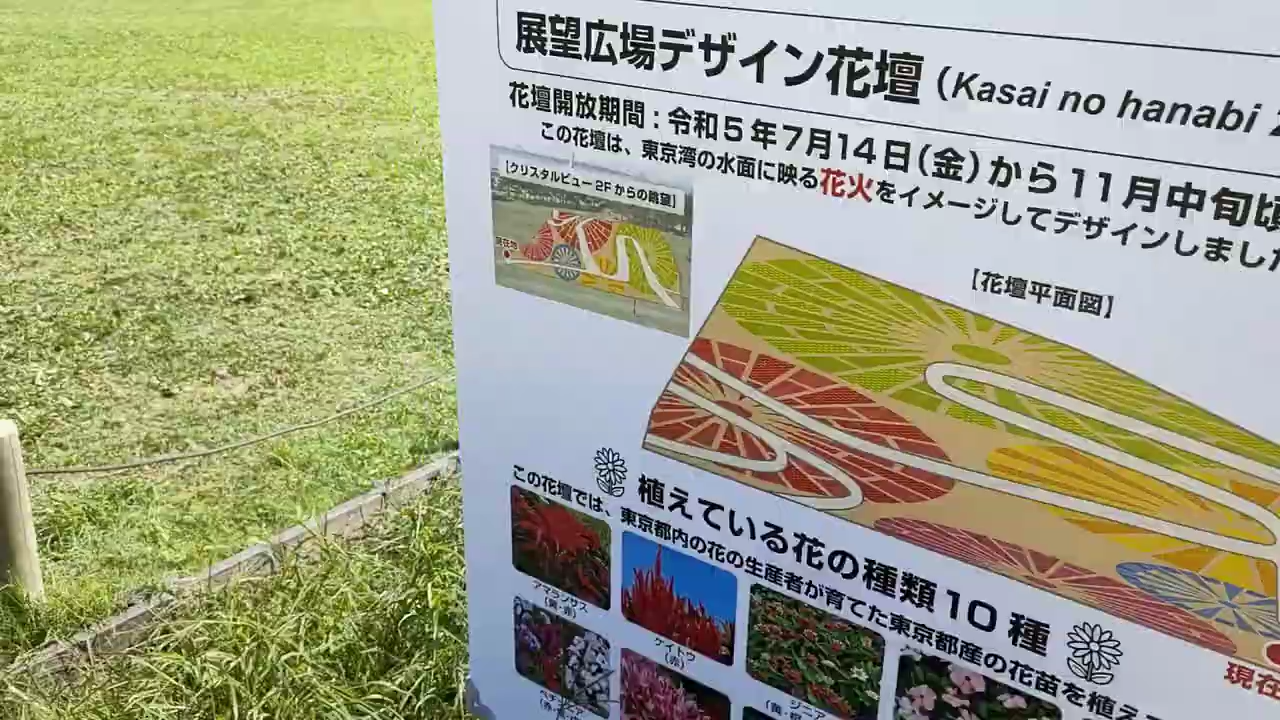 展望広場デザイン花壇（Kasai no hanabi
花壇開放期間：令和5年7月14日（金）から11月中旬頃
この花壇は、東京湾の水面に映る花火をイメージしてデザインしました
【クリスタルビュー2Fからの眺望】
現在地
【花壇平面図】
植えている花の種類10種
この花壇では、東京都内の花の生産者が育てた東京都産の花苗を植え
現在
アマランサス
（黄・赤）
ケイトウ
（赤）
ジニア